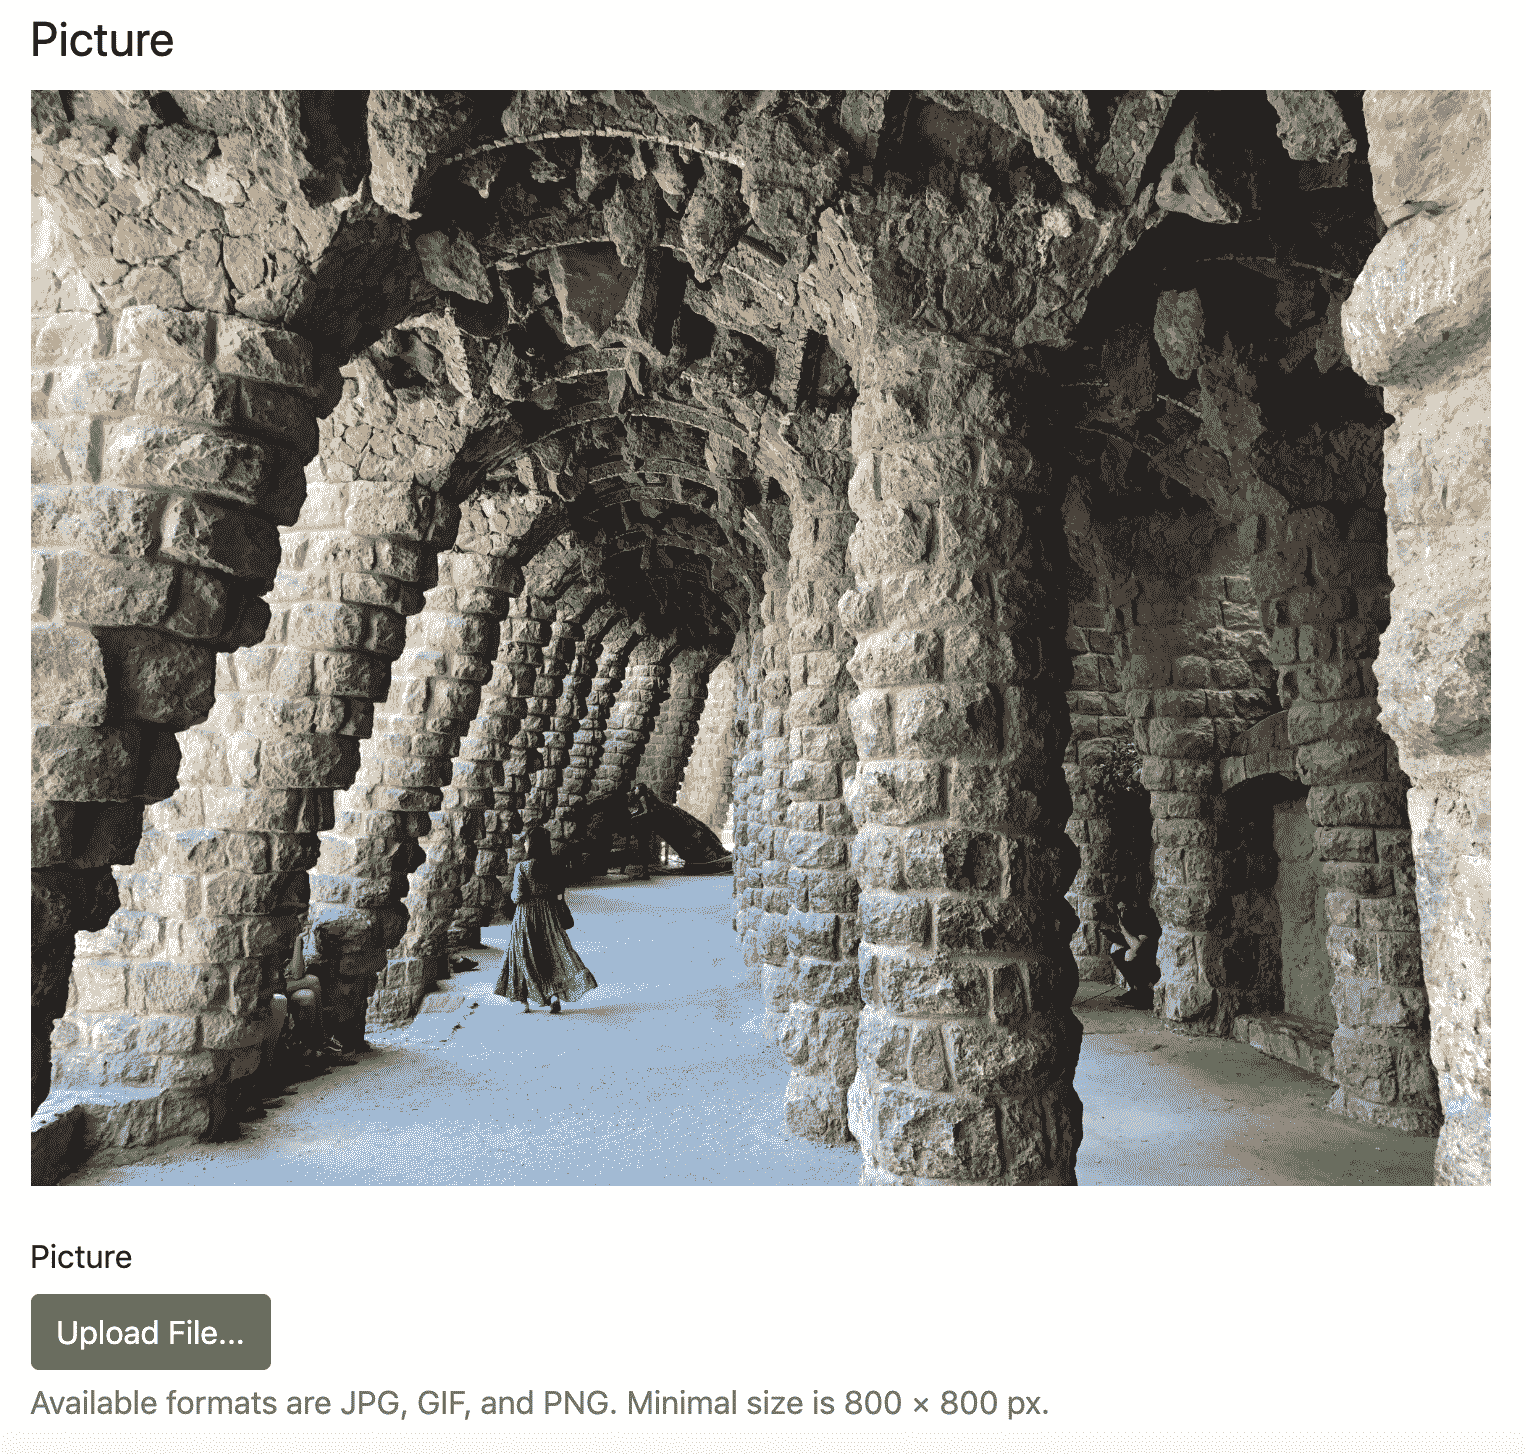 Picture
Picture
Upload File...
Available formats are JPG, GIF, and PNG. Minimal size is 800 × 800 px.